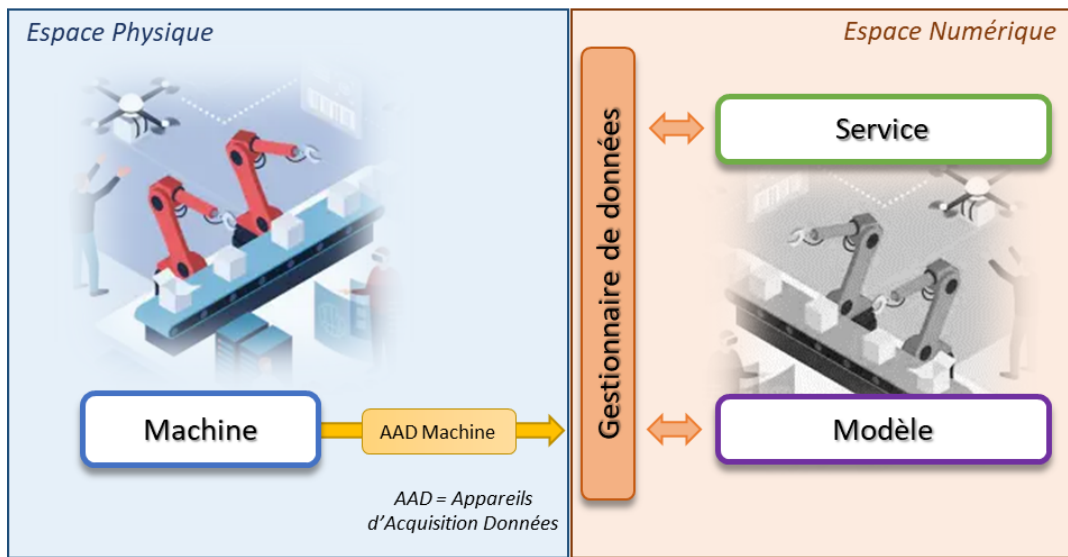 Espace Physique
Espace Numérique
Gestionnaire de données
Service
Machine
AAD Machine
Modèle
AAD = Appareils
d'Acquisition Données